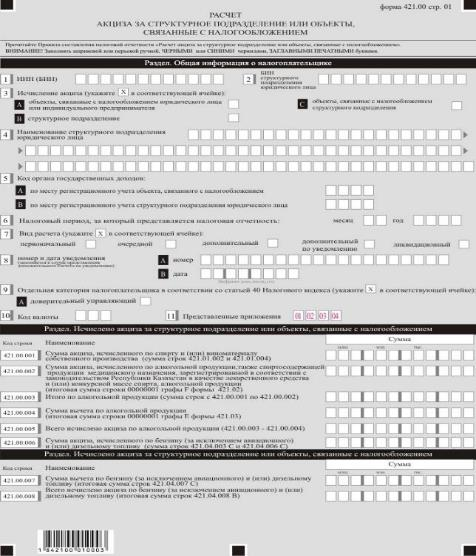 форма 421.00 стр. 01
РАСЧЕТ
АКЦИЗА ЗА СТРУКТУРНОЕ ПОДРАЗДЕЛЕНИЕ ИЛИ ОБЪЕКТЫ,
СВЯЗАННЫЕ С НАЛОГООБЛОЖЕНИЕМ
Прочитайте Правила составления налоговой отчетности «Расчет акциза за структурное подразделение или объекты, связанные с налогообложением».
ВНИМАНИЕ! Заполнять шариковой или перьевой ручкой, ЧЕРНЫМИ или СИНИМИ чернилами, ЗАГЛАВНЫМИ ПЕЧАТНЫМИ буквами.
Раздел. Общая информация о налогоплательщике
1 ИИН (БИН)
2 БИН структурного подразделения юридического лица
3 Исчисление акциза (укажите X в соответствующей ячейке):
A объекты, связанные с налогообложением юридического лица или индивидуального предпринимателя
C объекты, связанные с налогообложением структурного подразделения
B структурное подразделение
4 Наименование структурного подразделения юридического лица
5 Код органа государственных доходов:
A по месту регистрационного учета объекта, связанного с налогообложением
B по месту регистрационного учета структурного подразделения юридического лица
6 Налоговый период, за который представляется налоговая отчетность: месяц год
7 Вид расчета (укажите X в соответствующей ячейке):
первоначальный очередной дополнительный дополнительный по уведомлению ликвидационный
8 номер и дата уведомления
A номер
B дата
9 Отдельная категория налогоплательщика в соответствии со статьей 40 Налогового кодекса (укажите X в соответствующей ячейке):
A доверительный управляющий
10 Код валюты
11 Представленные приложения 01 02 03 04
Раздел. Исчислено акциза за структурное подразделение или объекты, связанные с налогообложением
Код строки Наименование Сумма
421.00.001 Сумма акциза, исчисленного по спирту и (или) виноматериалу
собственного производства (сумма строк 421.01.002 и 421.01.004)
421.00.002 Сумма акциза, исчисленного по алкогольной продукции,также спиртосодержащей
продукции медицинского назначения, зарегистрированной в соответствии с
законодательством Республики Казахстан в качестве лекарственного средства
и (или) конкурсной массе спирта, алкогольной продукции
(итоговая сумма строки 00000001 графы F формы 421.02)
421.00.003 Итого по алкогольной продукции (сумма строк с 421.00.001 по 421.00.002)
421.00.004 Сумма вычета по алкогольной продукции
(итоговая сумма строки 00000001 графы E формы 421.03)
421.00.005 Всего исчислено акциза по алкогольной продукции (421.00.003 - 421.00.004)
421.00.006 Сумма акциза, исчисленного по бензину (за исключением авиационного)
и (или) дизельному топливу (сумма строк 421.04.003 C и 421.04.006 C)
Раздел. Исчислено акциза за структурное подразделение или объекты, связанные с налогообложением
Код строки Наименование Сумма
421.00.007 Сумма вычета по бензину (за исключением авиационного) и (или) дизельному
топливу (итоговая сумма строк 421.04.007 C)
421.00.008 Всего исчислено акциза по бензину (за исключением авиационного) и (или)
дизельному топливу (итоговая сумма строк 421.04.008 B)